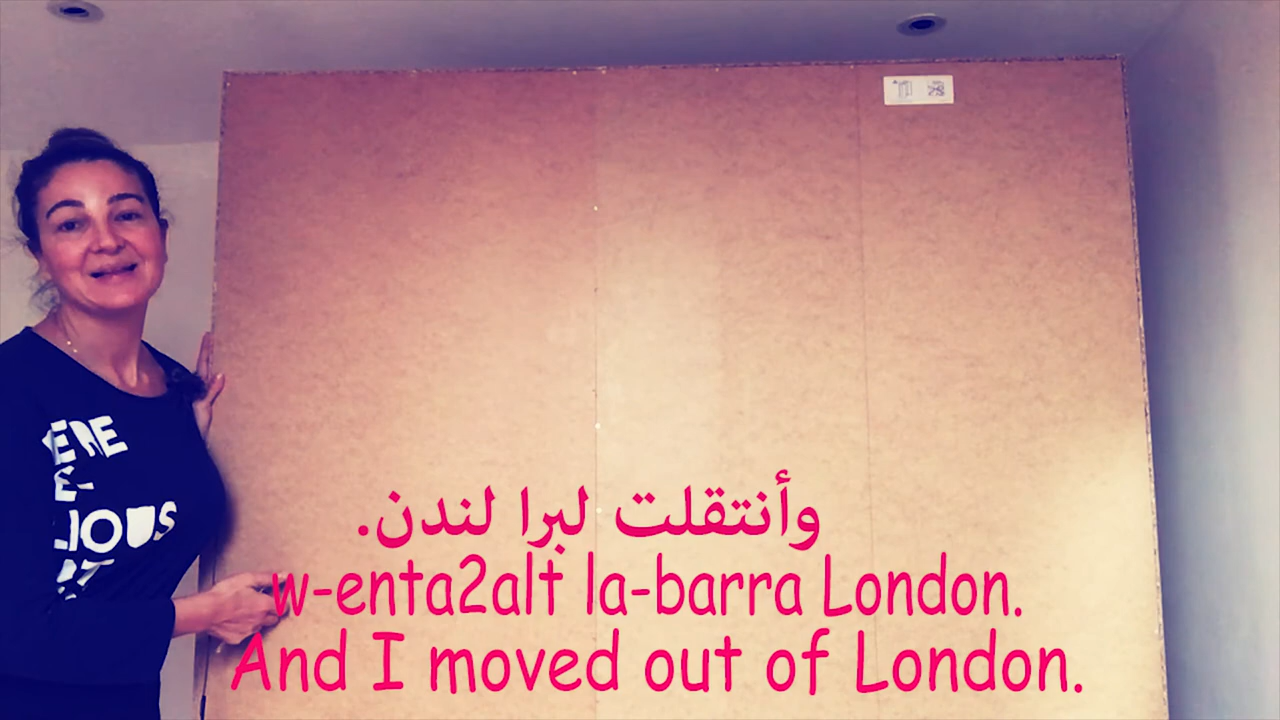 وأنتقلت لبرا لندن.
w-enta2alt la-barra London.
And I moved out of London.